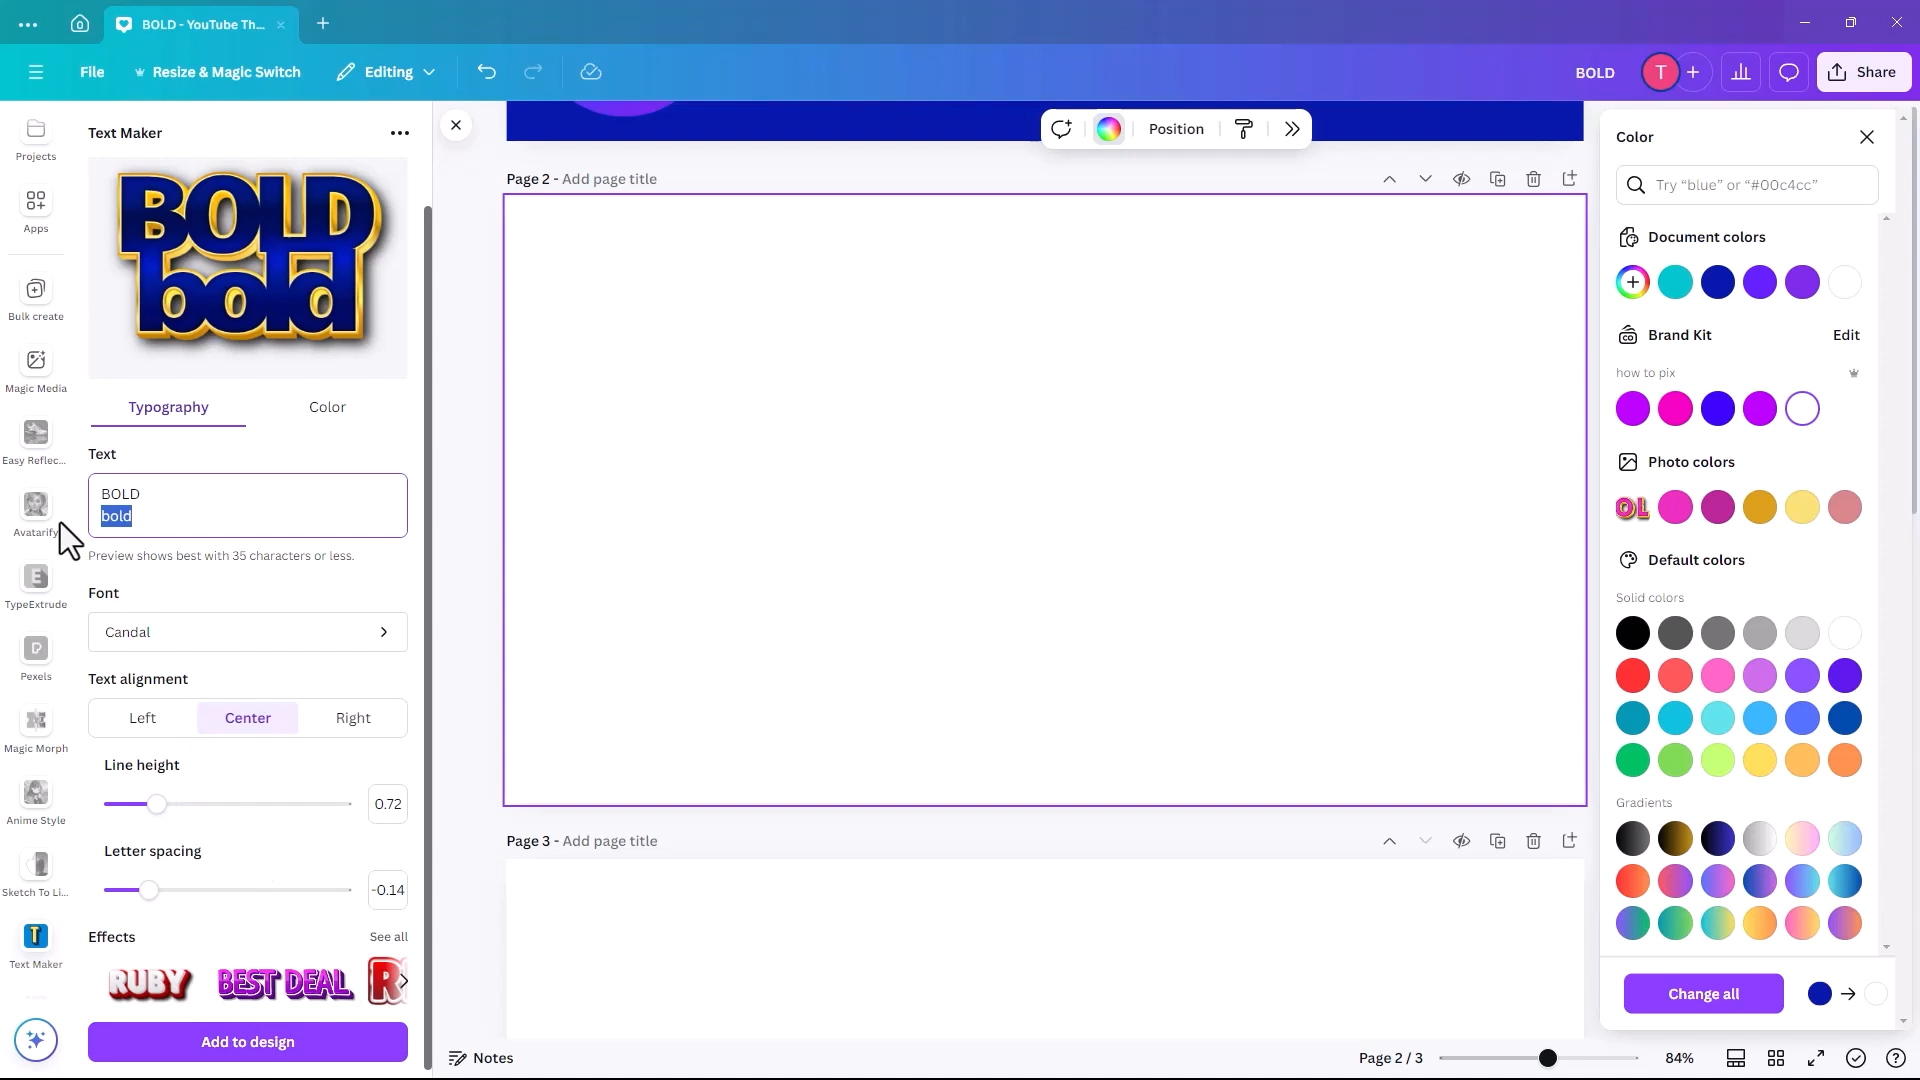 BOLD - YouTube Th...
File
Resize & Magic Switch
Editing
BOLD
T
Share
Projects
Apps
Bulk create
Magic Media
Easy Reflec...
Avatarify
TypeExtrude
Pexels
Magic Morph
Anime Style
Sketch To Li...
Text Maker
Text Maker
BOLD
bold
Typography
Color
Text
BOLD
bold
Preview shows best with 35 characters or less.
Font
Candal
Text alignment
Left
Center
Right
Line height
0.72
Letter spacing
-0.14
Effects
See all
RUBY
BEST DEAL
R
Add to design
Position
Page 2 - Add page title
Page 3 - Add page title
Notes
Page 2 / 3
84%
Color
Try “blue” or “#00c4cc”
Document colors
Brand Kit
Edit
how to pix
Photo colors
OL
Default colors
Solid colors
Gradients
Change all